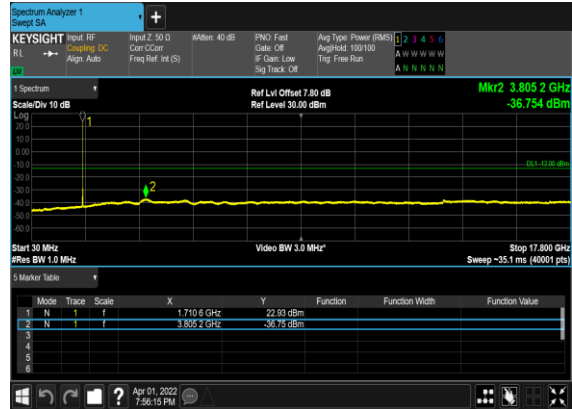 Spectrum Analyzer 1
Swept SA
+
KEYSIGHT Input: RF Input Z: 50 Ω #Atten: 40 dB PNO: Fast Avg Type: Power (RMS) 1 2 3 4 5 6
RL Coupling: DC Corr CCorr Gate: Off Avg|Hold: 100/100 A W W W W W
Align: Auto Freq Ref: Int (S) IF Gain: Low Trig: Free Run
Sig Track: Off A N N N N N
1 Spectrum Ref Lvl Offset 7.80 dB Mkr2 3.805 2 GHz
Scale/Div 10 dB Ref Level 30.00 dBm -36.754 dBm
Log
1
20.0
10.0
0.00
-10.0 DL1 -13.00 dBm
-20.0
-30.0 2
-40.0
-50.0
-60.0
Start 30 MHz Video BW 3.0 MHz* Stop 17.800 GHz
#Res BW 1.0 MHz Sweep ~35.1 ms (40001 pts)
5 Marker Table
Mode Trace Scale X Y Function Function Width Function Value
1 N 1 f 1.710 6 GHz 22.93 dBm
2 N 1 f 3.805 2 GHz -36.75 dBm
3
4
5
6
? Apr 01, 2022
7:56:15 PM